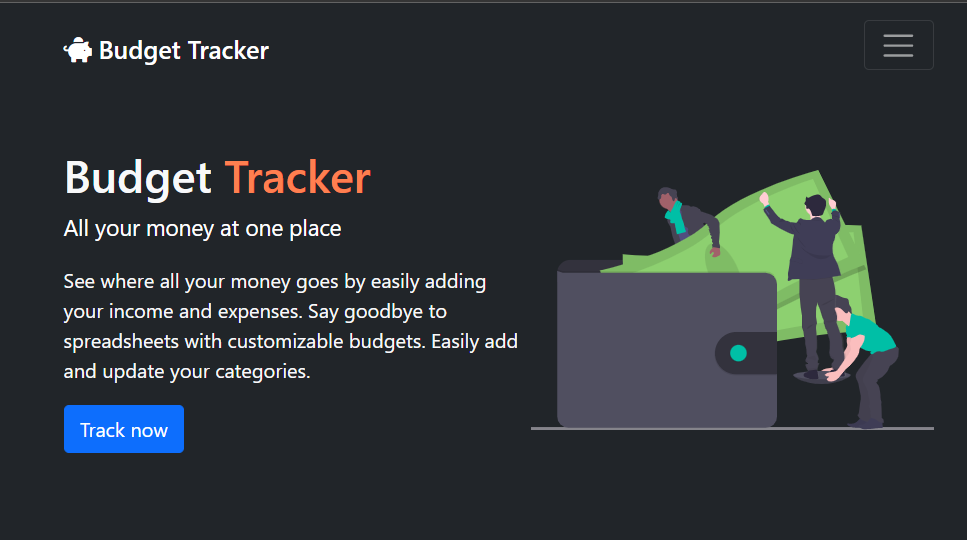 Budget Tracker
Budget Tracker
All your money at one place
See where all your money goes by easily adding
your income and expenses. Say goodbye to
spreadsheets with customizable budgets. Easily add
and update your categories.
Track now